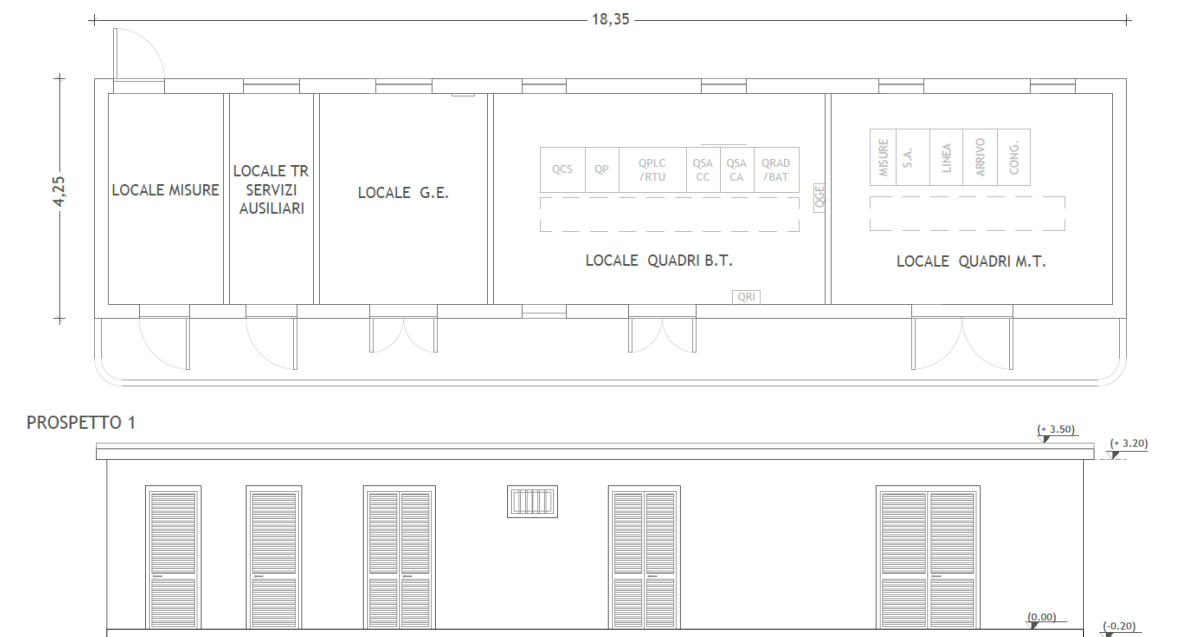 18,35
4,25
LOCALE MISURE
LOCALE TR
SERVIZI
AUSILIARI
LOCALE G.E.
QCS
QP
QPLC
/RTU
QSA
CC
QSA
CA
QRAD
/BAT
QGE
LOCALE QUADRI B.T.
QRI
MISURE
S.A.
LINEA
ARRIVO
CONG.
LOCALE QUADRI M.T.
PROSPETTO 1
(+ 3.50)
(+ 3.20)
(0.00)
(-0.20)